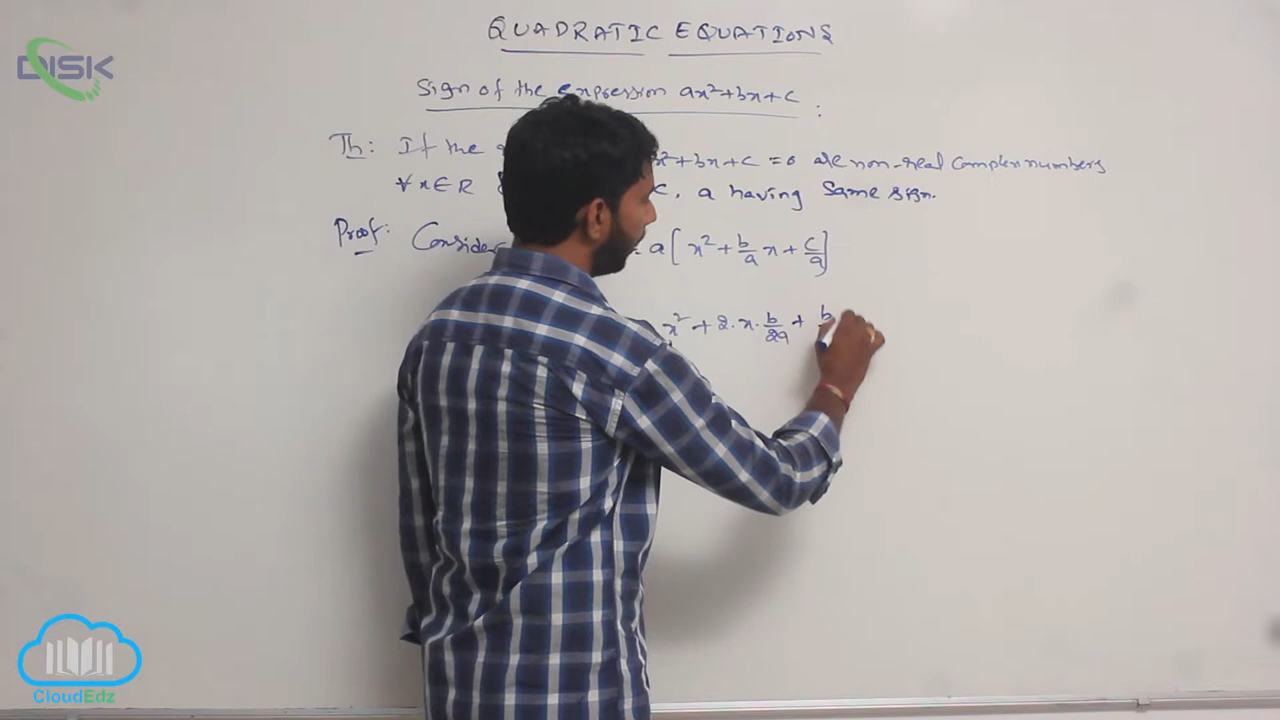 QUADRATIC EQUATIONS
DISK
Sign of the expression ax²+bx+c :
Th: If the x²+bx+c =0 are non-real complex numbers
∀ x∈R c, a having same sign.
Proof: Consider = a[x² + b/a x + c/a]
x² + 2·x·b/2a + b
CloudEdz